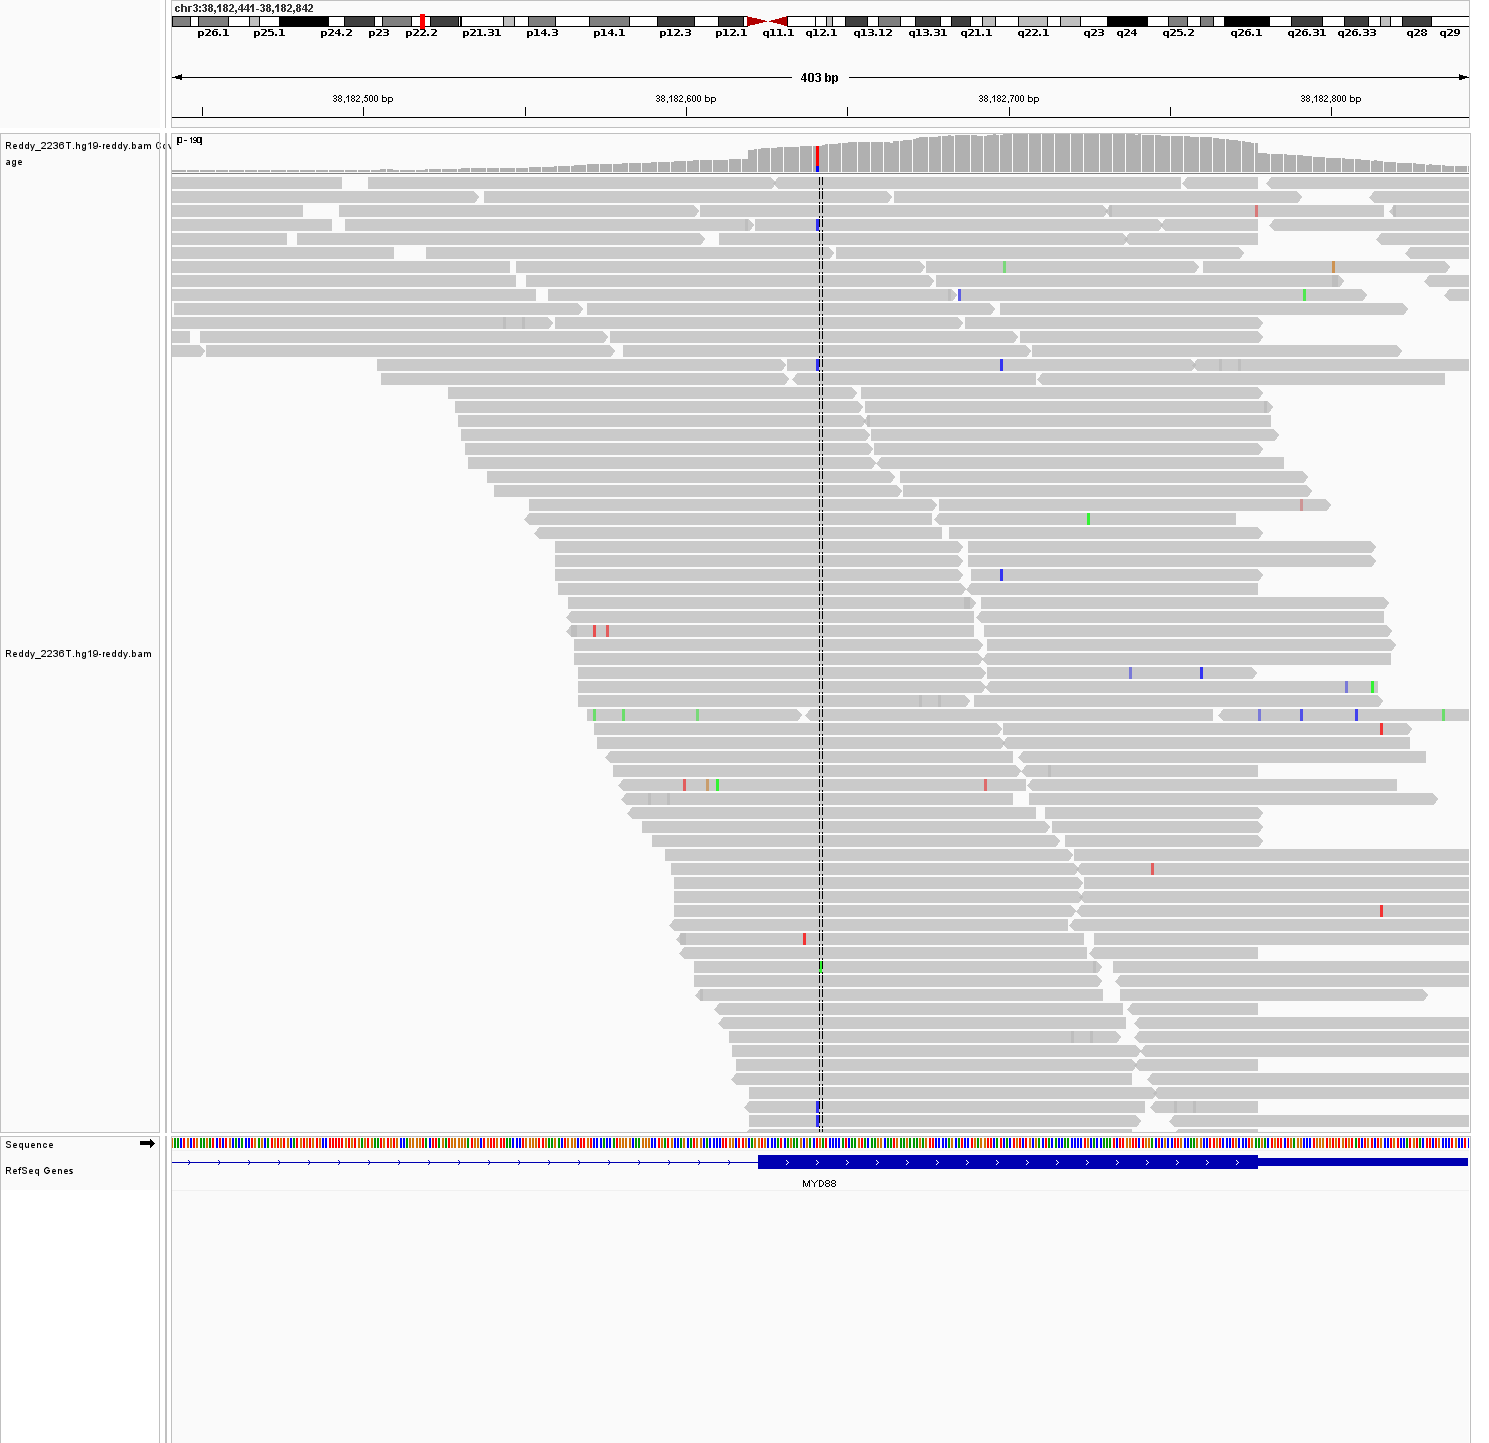 chr3:38,182,441-38,182,842
p26.1 p25.1 p24.2 p23 p22.2 p21.31 p14.3 p14.1 p12.3 p12.1 q11.1 q12.1 q13.12 q13.31 q21.1 q22.1 q23 q24 q25.2 q26.1 q26.31 q26.33 q28 q29
403 bp
38,182,500 bp 38,182,600 bp 38,182,700 bp 38,182,800 bp
Reddy_2236T.hg19-reddy.bam Cov
age
[0 - 190]
Reddy_2236T.hg19-reddy.bam
Sequence
RefSeq Genes
MYD88